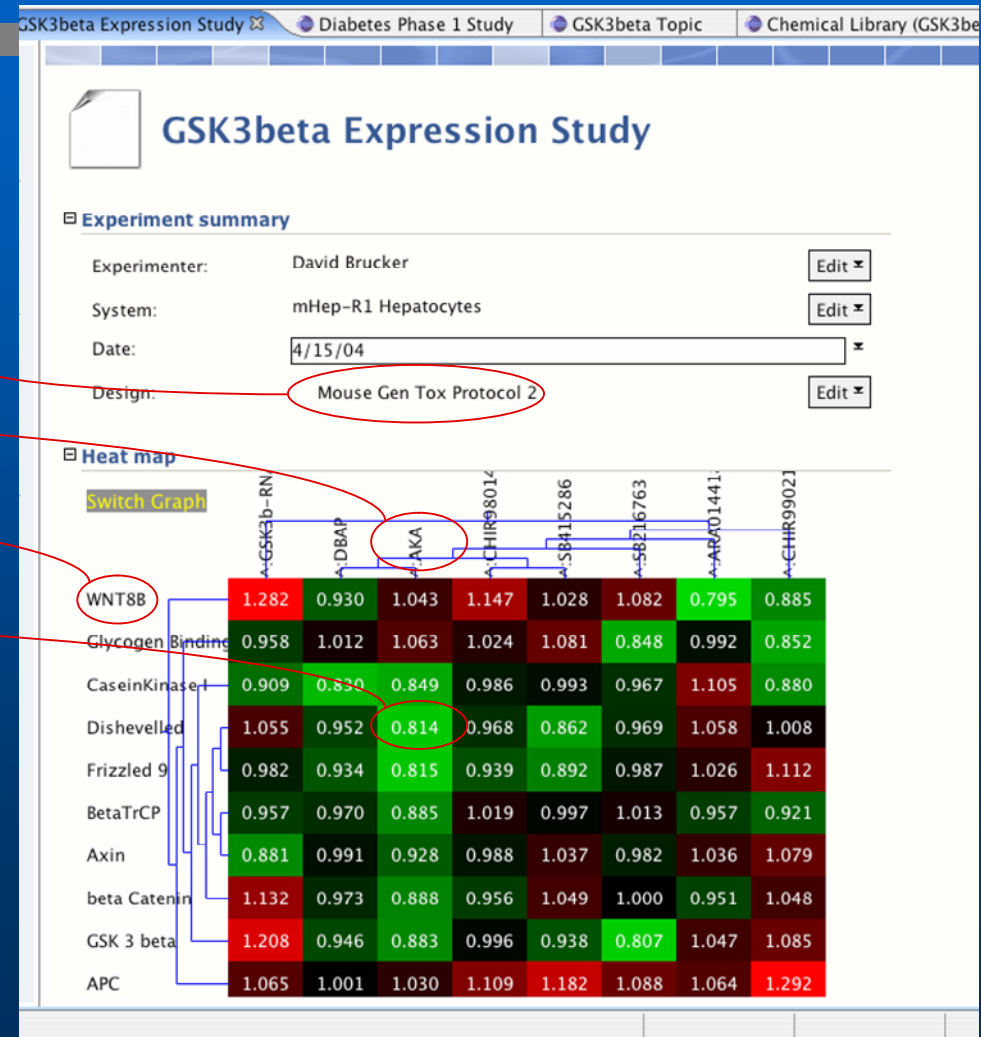 GSK3beta Expression Study Diabetes Phase 1 Study GSK3beta Topic Chemical Library (GSK3be
GSK3beta Expression Study
Experiment summary
Experimenter: David Brucker Edit
System: mHep-R1 Hepatocytes Edit
Date: 4/15/04
Design: Mouse Gen Tox Protocol 2 Edit
Heat map
Switch Graph
A:GSK3b-RN A:DBAP A:AKA A:CHIR98014 A:SB415286 A:SB216763 A:ARA01441 A:CHIR99021
WNT8B 1.282 0.930 1.043 1.147 1.028 1.082 0.795 0.885
Glycogen Binding 0.958 1.012 1.063 1.024 1.081 0.848 0.992 0.852
CaseinKinase I 0.909 0.830 0.849 0.986 0.993 0.967 1.105 0.880
Dishevelled 1.055 0.952 0.814 0.968 0.862 0.969 1.058 1.008
Frizzled 9 0.982 0.934 0.815 0.939 0.892 0.987 1.026 1.112
BetaTrCP 0.957 0.970 0.885 1.019 0.997 1.013 0.957 0.921
Axin 0.881 0.991 0.928 0.988 1.037 0.982 1.036 1.079
beta Catenin 1.132 0.973 0.888 0.956 1.049 1.000 0.951 1.048
GSK 3 beta 1.208 0.946 0.883 0.996 0.938 0.807 1.047 1.085
APC 1.065 1.001 1.030 1.109 1.182 1.088 1.064 1.292